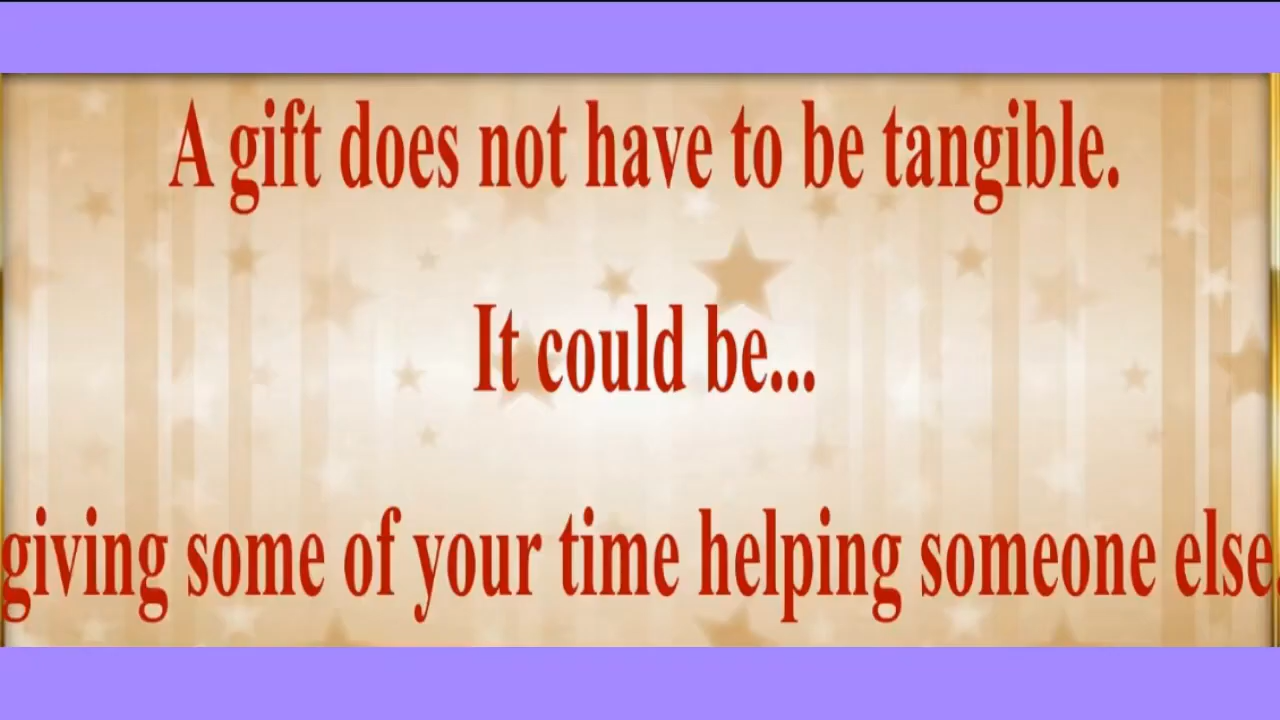 A gift does not have to be tangible.
It could be...
giving some of your time helping someone else.